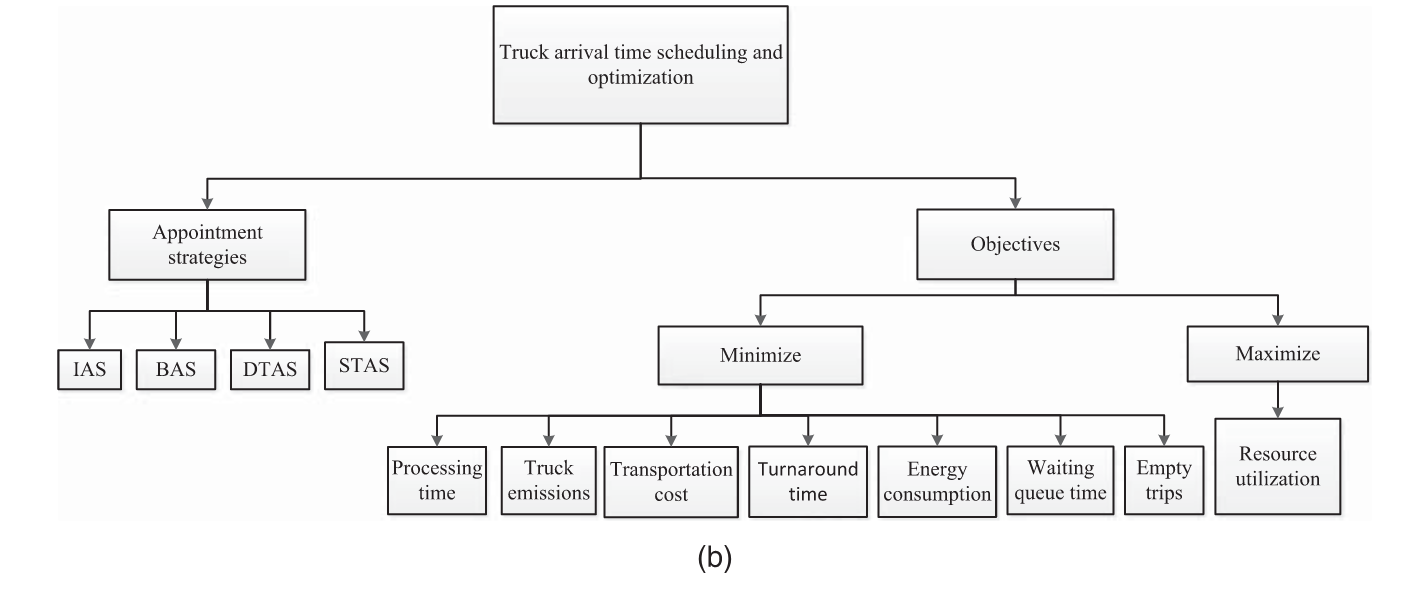 Truck arrival time scheduling and
optimization
Appointment
strategies
Objectives
IAS
BAS
DTAS
STAS
Minimize
Maximize
Processing
time
Truck
emissions
Transportation
cost
Turnaround
time
Energy
consumption
Waiting
queue time
Empty
trips
Resource
utilization
(b)